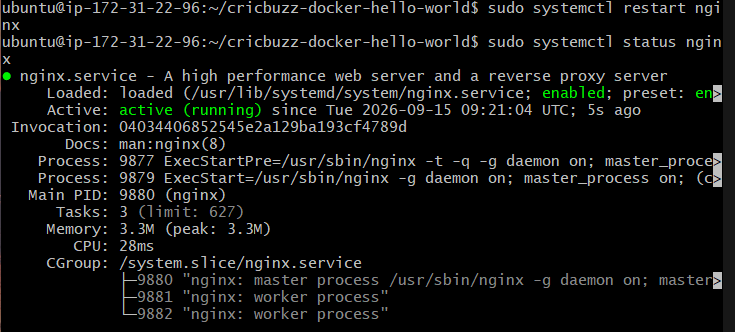 ubuntu@ip-172-31-22-96:~/cricbuzz-docker-hello-world$ sudo systemctl restart ngi
nx
ubuntu@ip-172-31-22-96:~/cricbuzz-docker-hello-world$ sudo systemctl status ngin
x
● nginx.service - A high performance web server and a reverse proxy server
     Loaded: loaded (/usr/lib/systemd/system/nginx.service; enabled; preset: en>
     Active: active (running) since Tue 2026-09-15 09:21:04 UTC; 5s ago
 Invocation: 04034406852545e2a129ba193cf4789d
       Docs: man:nginx(8)
    Process: 9877 ExecStartPre=/usr/sbin/nginx -t -q -g daemon on; master_proce>
    Process: 9879 ExecStart=/usr/sbin/nginx -g daemon on; master_process on; (c>
   Main PID: 9880 (nginx)
      Tasks: 3 (limit: 627)
     Memory: 3.3M (peak: 3.3M)
        CPU: 28ms
     CGroup: /system.slice/nginx.service
             ├─9880 "nginx: master process /usr/sbin/nginx -g daemon on; master>
             ├─9881 "nginx: worker process"
             └─9882 "nginx: worker process"